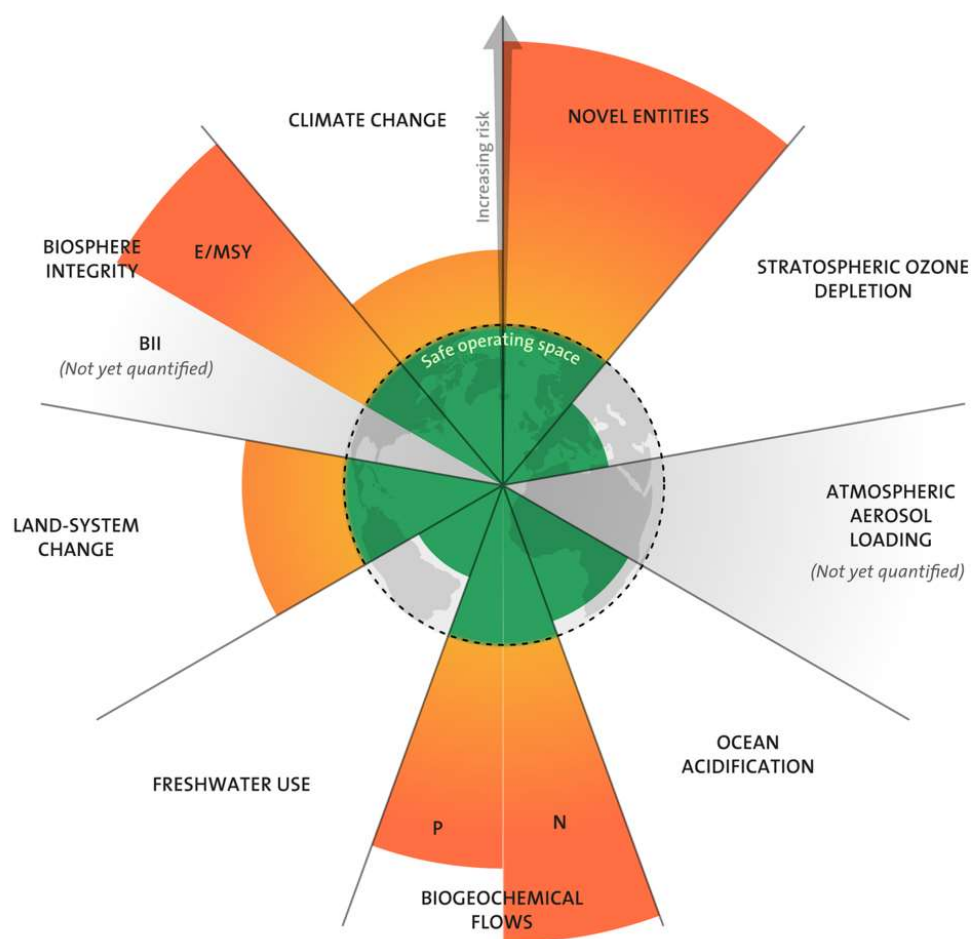 CLIMATE CHANGE
Increasing risk
NOVEL ENTITIES
BIOSPHERE
INTEGRITY
E/MSY
STRATOSPHERIC OZONE
DEPLETION
BII
(Not yet quantified)
Safe operating space
LAND-SYSTEM
CHANGE
ATMOSPHERIC
AEROSOL
LOADING
(Not yet quantified)
FRESHWATER USE
OCEAN
ACIDIFICATION
P
N
BIOGEOCHEMICAL
FLOWS